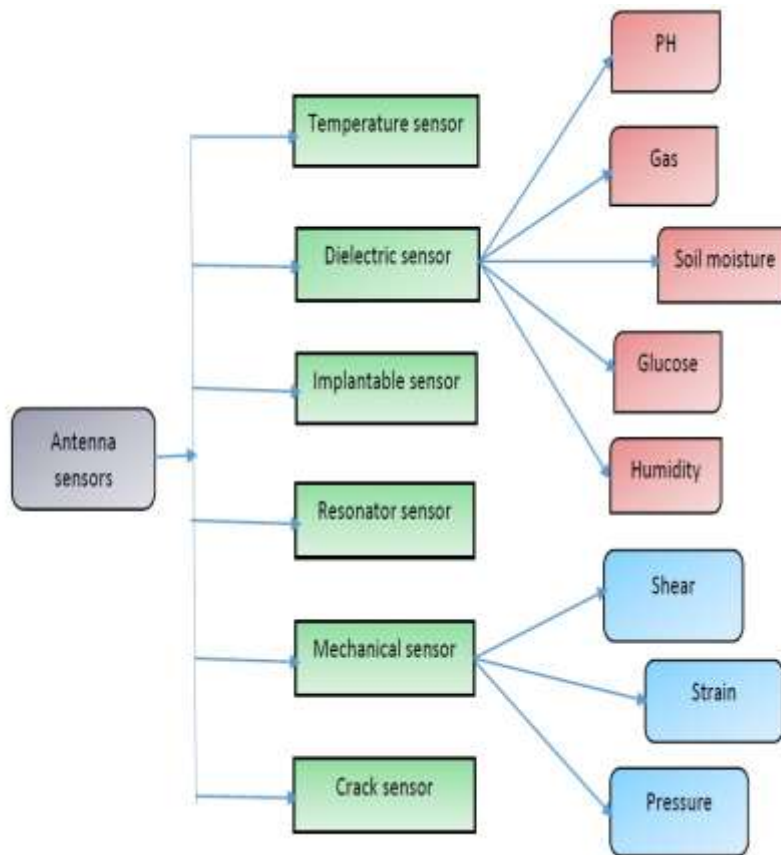 Antenna
sensors
Temperature sensor
Dielectric sensor
Implantable sensor
Resonator sensor
Mechanical sensor
Crack sensor
PH
Gas
Soil moisture
Glucose
Humidity
Shear
Strain
Pressure